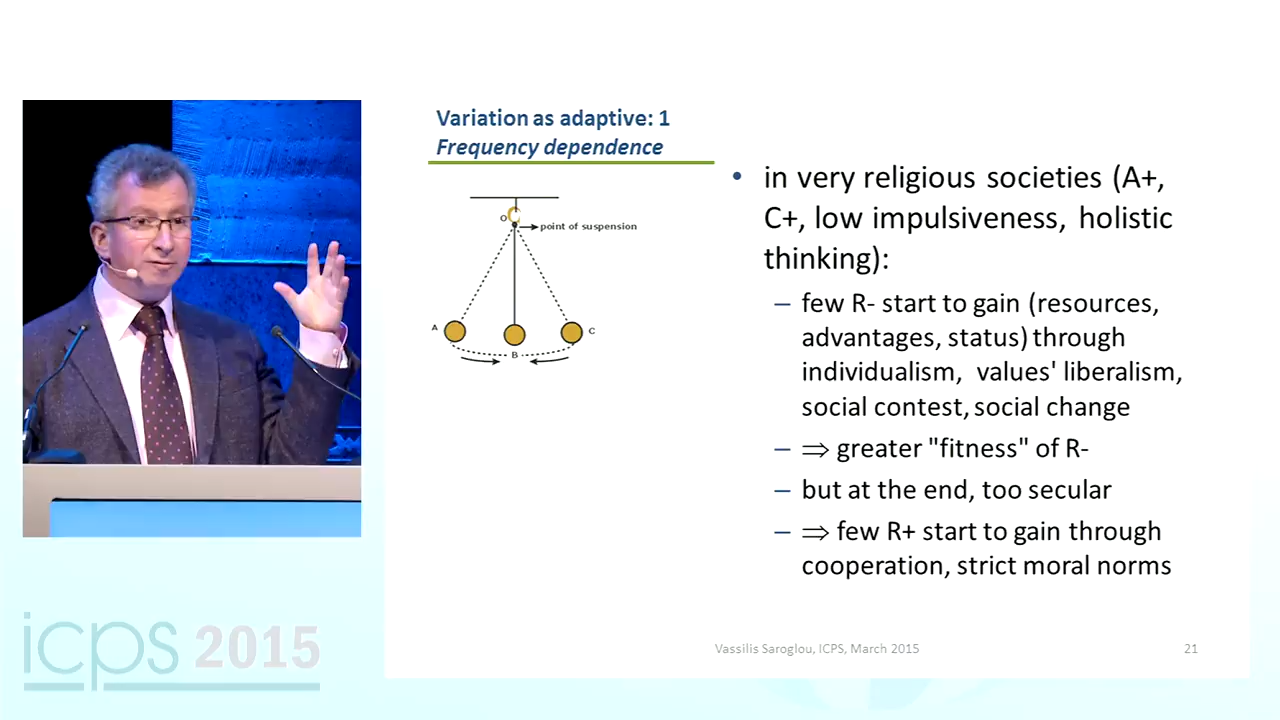 Variation as adaptive: 1
Frequency dependence
O
point of suspension
A
C
B
• in very religious societies (A+,
C+, low impulsiveness, holistic
thinking):
– few R- start to gain (resources,
advantages, status) through
individualism, values' liberalism,
social contest, social change
– ⇒ greater "fitness" of R-
– but at the end, too secular
– ⇒ few R+ start to gain through
cooperation, strict moral norms
Vassilis Saroglou, ICPS, March 2015
21
icps 2015